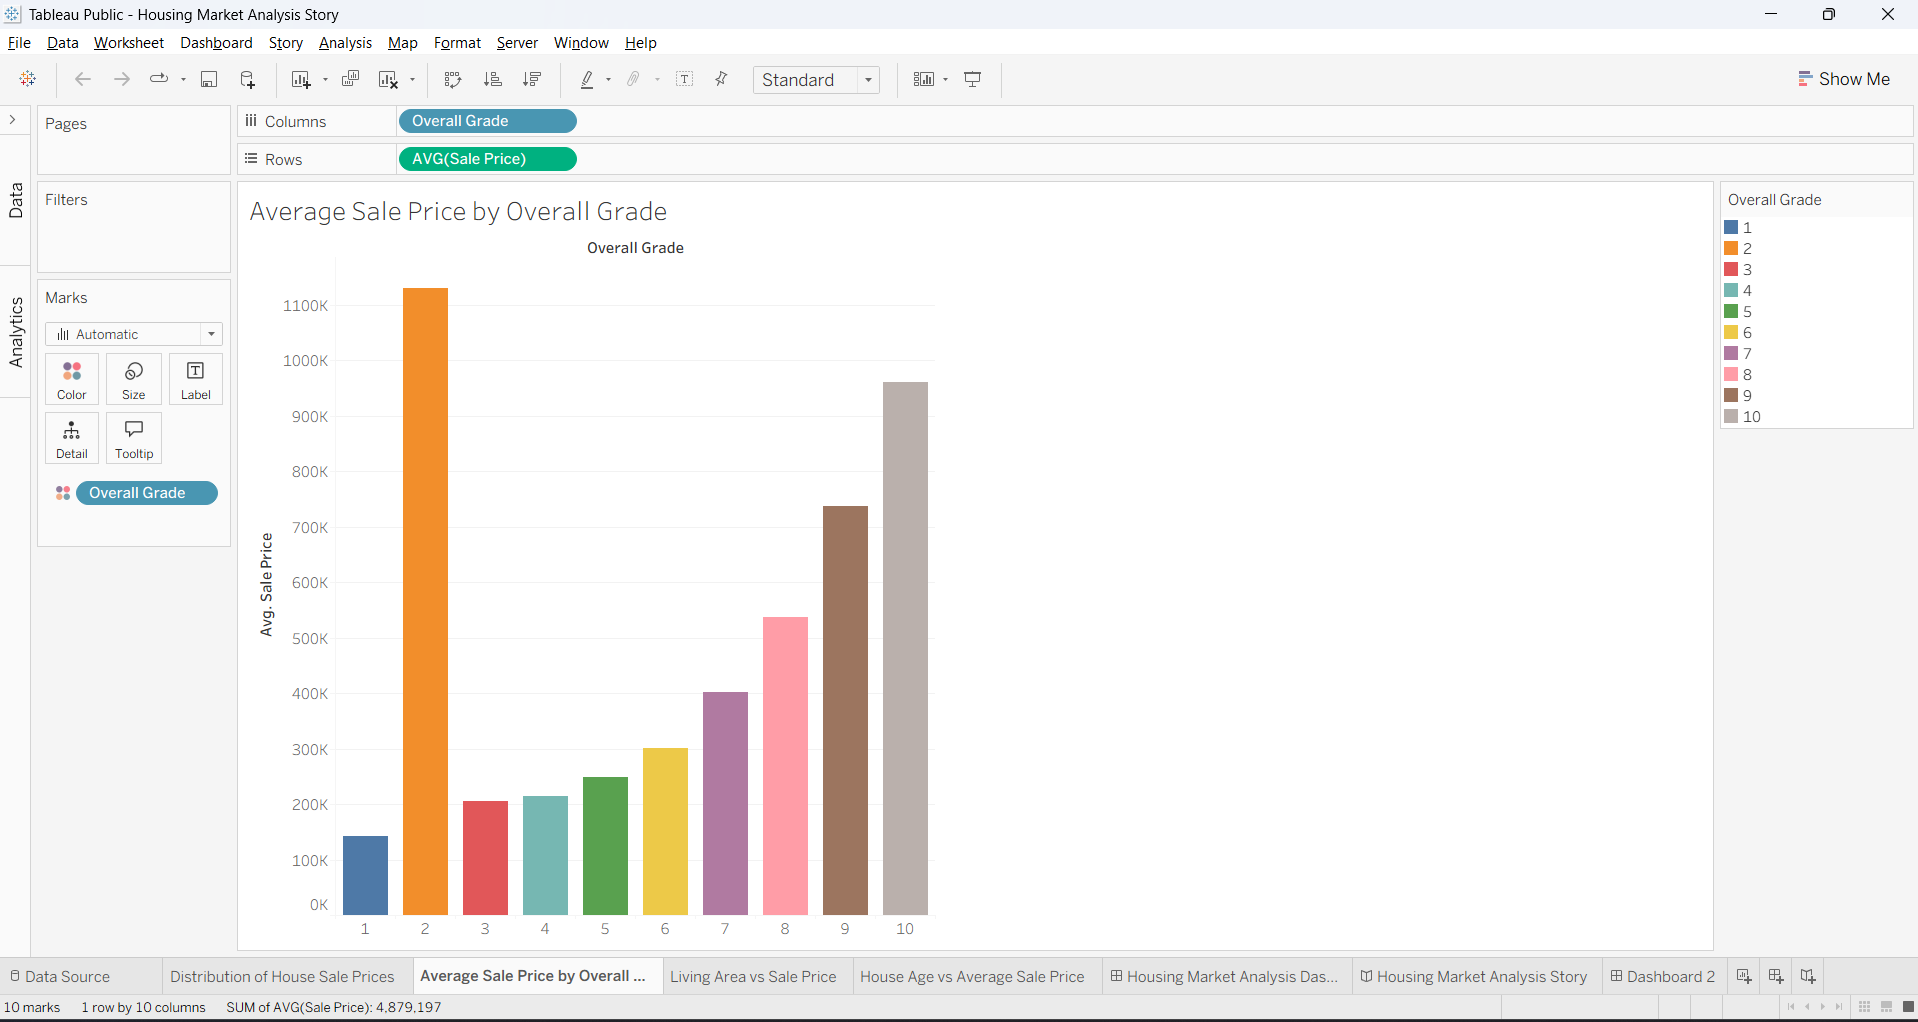 Tableau Public - Housing Market Analysis Story
File Data Worksheet Dashboard Story Analysis Map Format Server Window Help
Standard
Show Me
Data
Analytics
Pages
Filters
Marks
Automatic
Color Size Label
Detail Tooltip
Overall Grade
Columns Overall Grade
Rows AVG(Sale Price)
Average Sale Price by Overall Grade
Overall Grade
Avg. Sale Price
1100K
1000K
900K
800K
700K
600K
500K
400K
300K
200K
100K
0K
1 2 3 4 5 6 7 8 9 10
Overall Grade
1
2
3
4
5
6
7
8
9
10
Data Source Distribution of House Sale Prices Average Sale Price by Overall ... Living Area vs Sale Price House Age vs Average Sale Price Housing Market Analysis Das... Housing Market Analysis Story Dashboard 2
10 marks 1 row by 10 columns SUM of AVG(Sale Price): 4,879,197